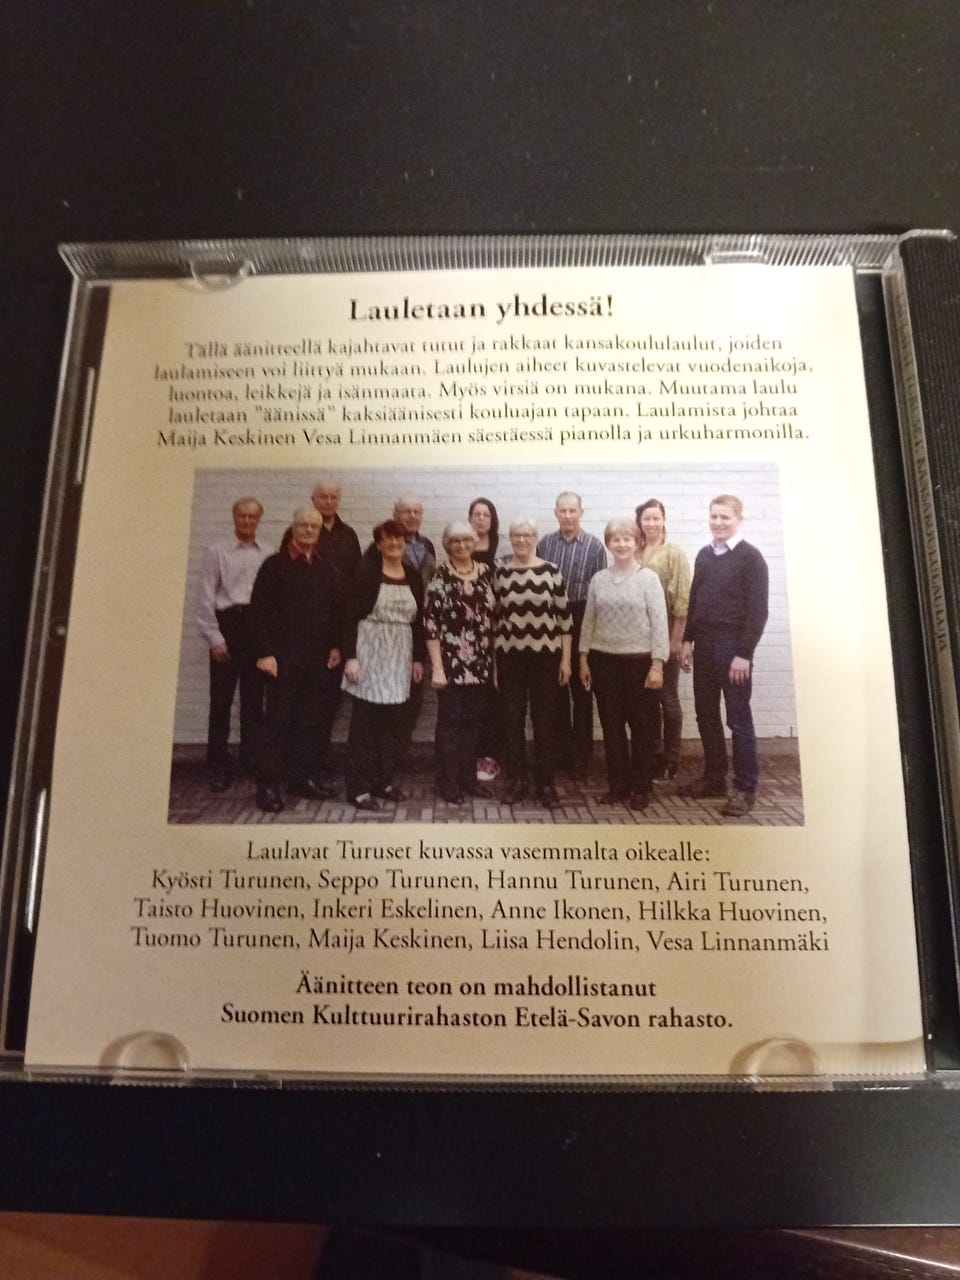 Lauletaan yhdessä!
Tällä äänitteellä kajahtavat tutut ja rakkaat kansakoululaulut, joiden
laulamiseen voi liittyä mukaan. Laulujen aiheet kuvastelevat vuodenaikoja,
luontoa, leikkejä ja isänmaata. Myös virsiä on mukana. Muutama laulu
lauletaan ”äänissä” kaksiäänisesti kouluajan tapaan. Laulamista johtaa
Maija Keskinen Vesa Linnanmäen säestäessä pianolla ja urkuharmonilla.
Laulavat Turuset kuvassa vasemmalta oikealle:
Kyösti Turunen, Seppo Turunen, Hannu Turunen, Airi Turunen,
Taisto Huovinen, Inkeri Eskelinen, Anne Ikonen, Hilkka Huovinen,
Tuomo Turunen, Maija Keskinen, Liisa Hendolin, Vesa Linnanmäki
Äänitteen teon on mahdollistanut
Suomen Kulttuurirahaston Etelä-Savon rahasto.
LAULAVAT TURUSET: KANSAKOULULAULUJA